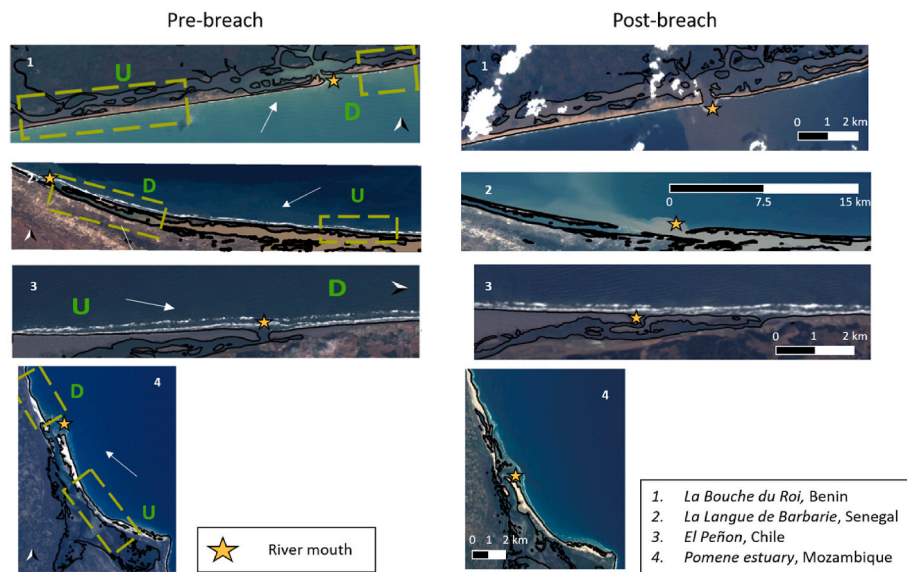 Pre-breach
Post-breach
1
U
D
1
0 1 2 km
2
D
U
2
0 7.5 15 km
3
U
D
3
0 1 2 km
4
D
U
4
0 1 2 km
River mouth
1. La Bouche du Roi, Benin
2. La Langue de Barbarie, Senegal
3. El Peñon, Chile
4. Pomene estuary, Mozambique